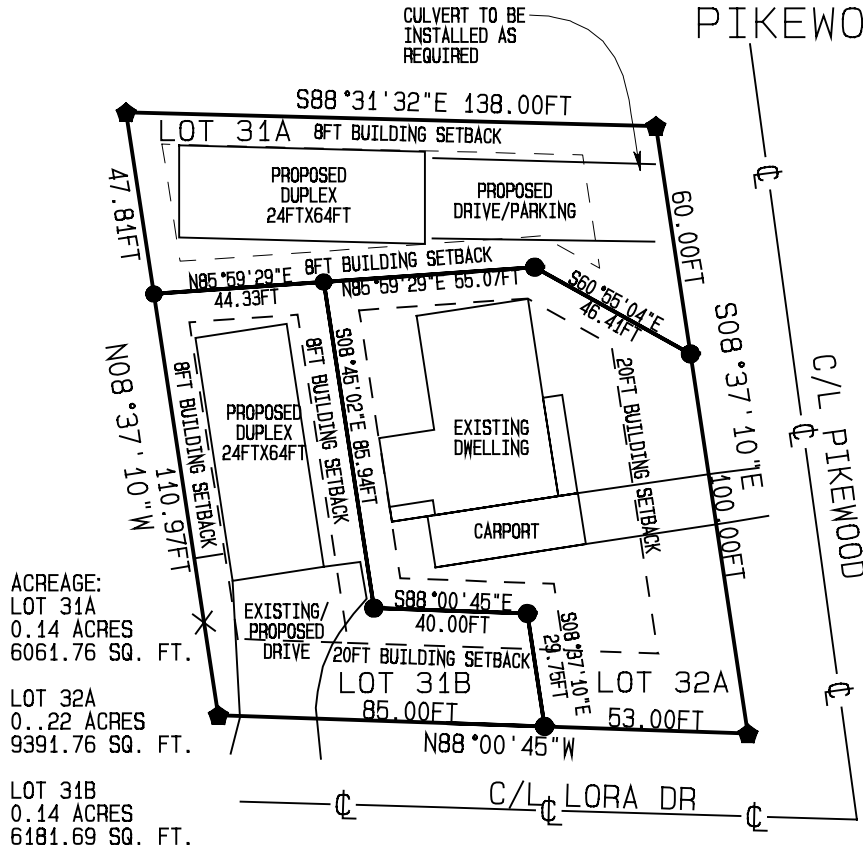 CULVERT TO BE
INSTALLED AS
REQUIRED
PIKEWO
S88°31'32"E 138.00FT
LOT 31A
8FT BUILDING SETBACK
47.81FT
PROPOSED
DUPLEX
24FTX64FT
PROPOSED
DRIVE/PARKING
60.00FT
8FT BUILDING SETBACK
N85°59'29"E
44.33FT
N85°59'29"E 55.07FT
S60°55'04"E
46.41FT
S08°37'10"E
100.00FT
C/L PIKEWOOD
N08°37'10"W
110.97FT
8FT BUILDING SETBACK
PROPOSED
DUPLEX
24FTX64FT
8FT BUILDING SETBACK
S08°45'02"E 85.94FT
EXISTING
DWELLING
20FT BUILDING SETBACK
CARPORT
EXISTING/
PROPOSED
DRIVE
S88°00'45"E
40.00FT
S08°37'10"E
29.75FT
20FT BUILDING SETBACK
LOT 31B
LOT 32A
85.00FT
53.00FT
N88°00'45"W
C/L LORA DR
ACREAGE:
LOT 31A
0.14 ACRES
6061.76 SQ. FT.
LOT 32A
0..22 ACRES
9391.76 SQ. FT.
LOT 31B
0.14 ACRES
6181.69 SQ. FT.